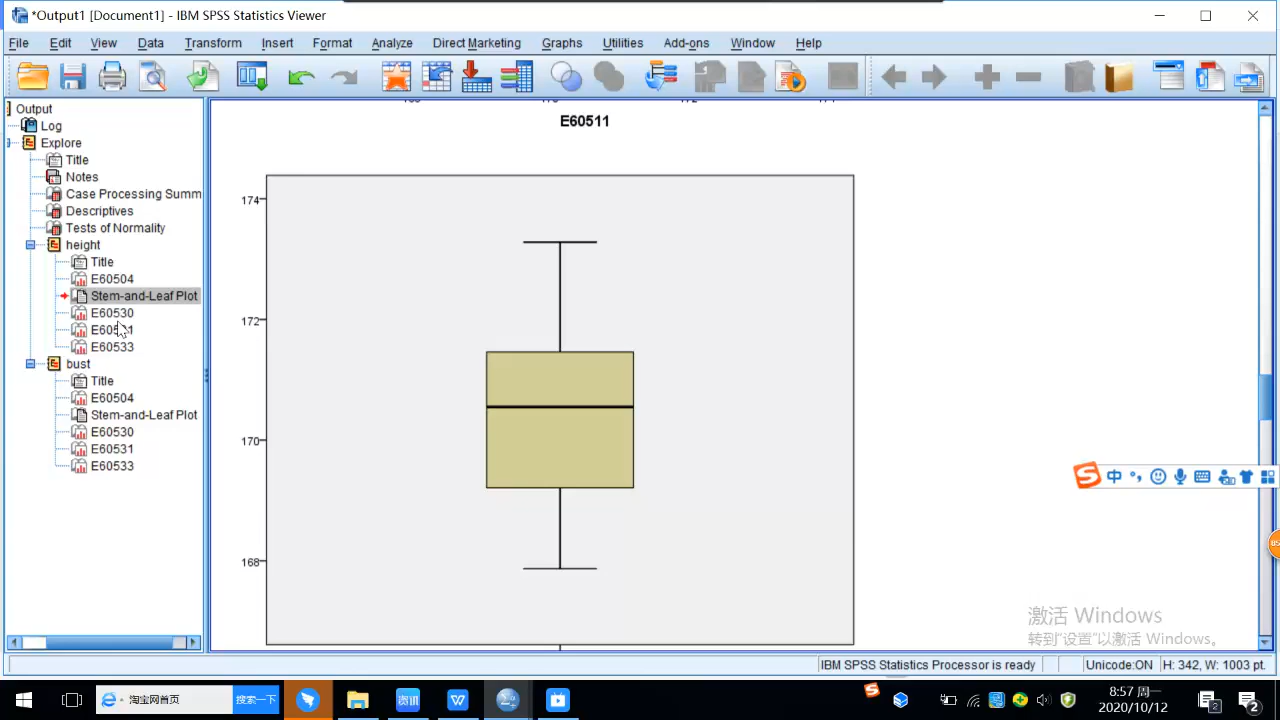 *Output1 [Document1] - IBM SPSS Statistics Viewer
File Edit View Data Transform Insert Format Analyze Direct Marketing Graphs Utilities Add-ons Window Help
Output
Log
Explore
Title
Notes
Case Processing Summ
Descriptives
Tests of Normality
height
Title
E60504
Stem-and-Leaf Plot
E60530
E60533
bust
Title
E60504
Stem-and-Leaf Plot
E60530
E60531
E60533
E60511
174
172
170
168
中
激活 Windows
转到"设置"以激活 Windows。
IBM SPSS Statistics Processor is ready
Unicode:ON
H: 342, W: 1003 pt.
淘宝网首页
搜索一下
资讯
8:57 周一
2020/10/12
2
2